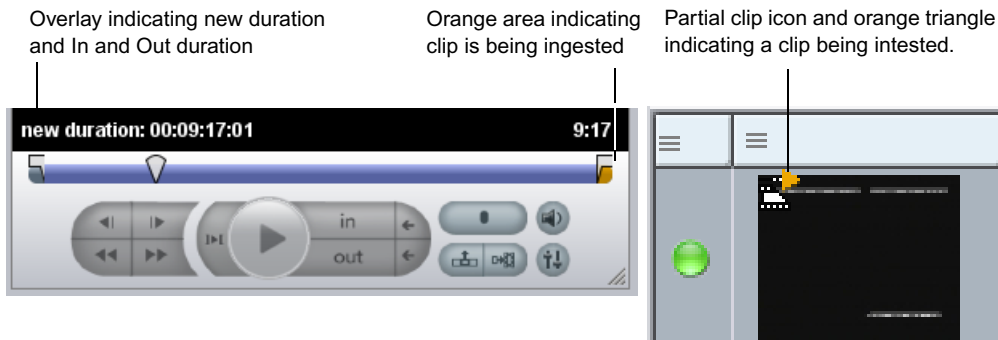 Overlay indicating new duration
and In and Out duration
Orange area indicating
clip is being ingested
Partial clip icon and orange triangle
indicating a clip being intested.
new duration: 00:09:17:01
9:17
in
out